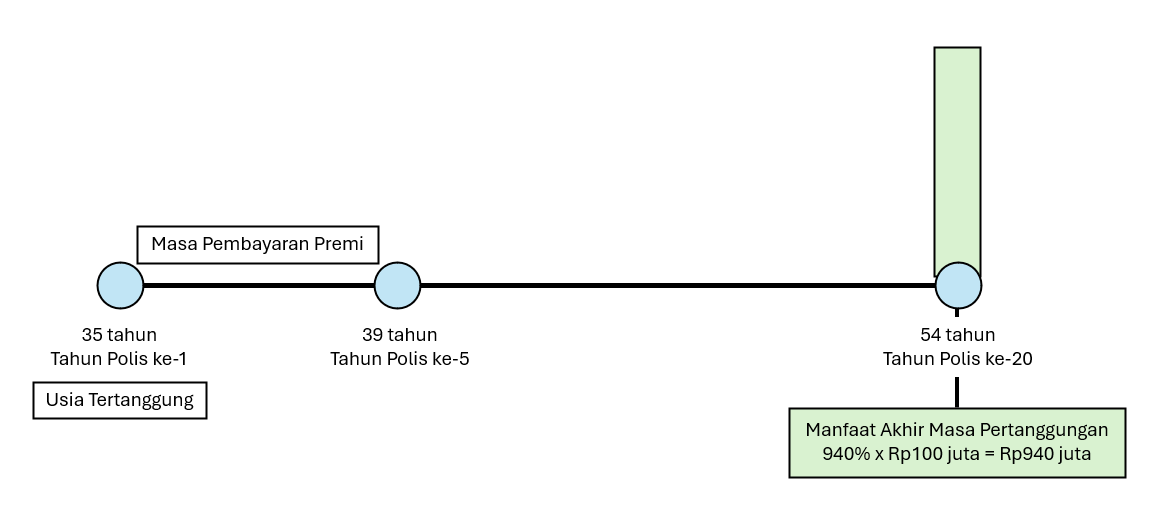 Masa Pembayaran Premi
35 tahun
Tahun Polis ke-1
Usia Tertanggung
39 tahun
Tahun Polis ke-5
54 tahun
Tahun Polis ke-20
Manfaat Akhir Masa Pertanggungan
940% x Rp100 juta = Rp940 juta